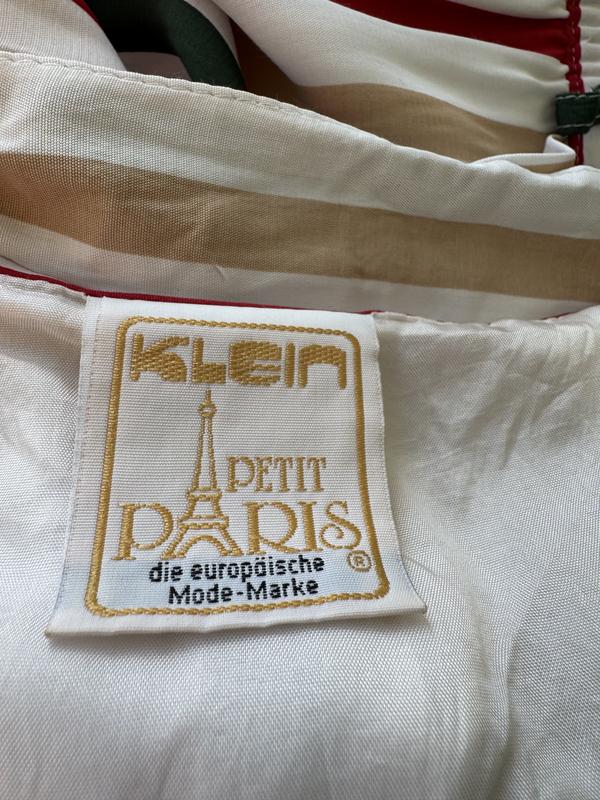 KLEIN
PETIT
PARIS®
die europäische
Mode-Marke